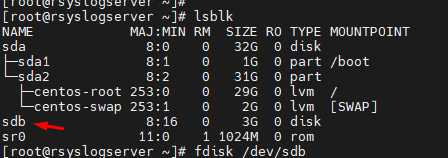 [root@rsyslogserver ~]#
[root@rsyslogserver ~]# lsblk
NAME            MAJ:MIN RM  SIZE RO TYPE MOUNTPOINT
sda               8:0    0   32G  0 disk
├─sda1            8:1    0    1G  0 part /boot
└─sda2            8:2    0   31G  0 part
  ├─centos-root 253:0    0   29G  0 lvm  /
  └─centos-swap 253:1    0    2G  0 lvm  [SWAP]
sdb               8:16   0    3G  0 disk
sr0              11:0    1 1024M  0 rom
[root@rsyslogserver ~]# fdisk /dev/sdb